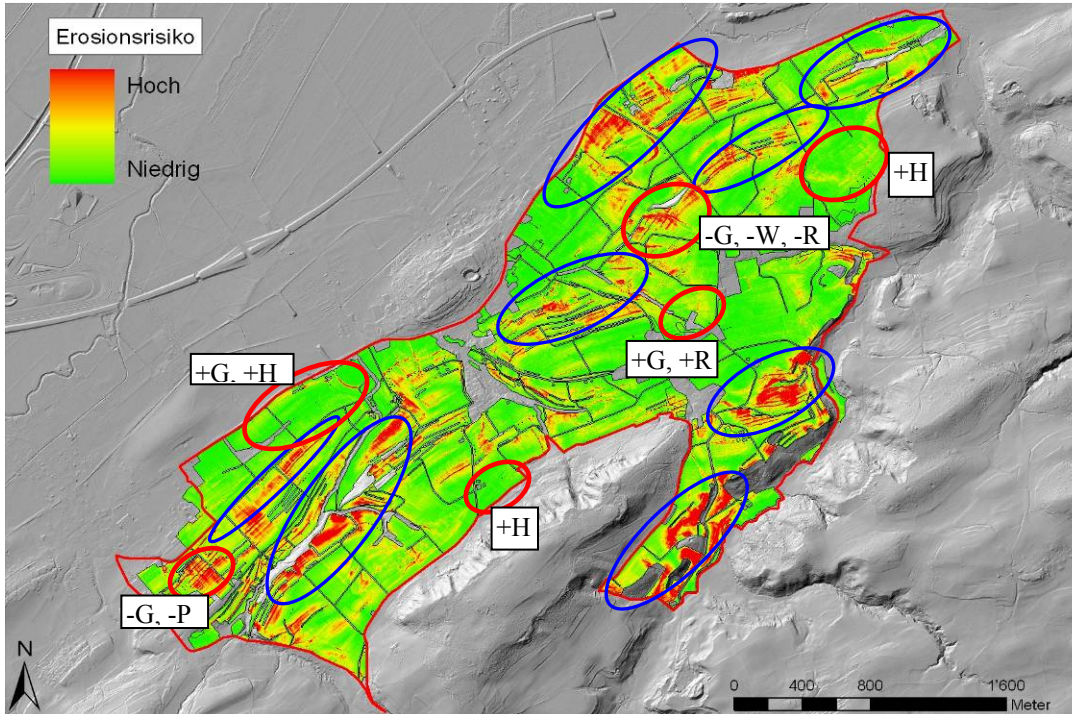 Erosionsrisiko
Hoch
Niedrig
+H
-G, -W, -R
+G, +R
+G, +H
+H
-G, -P
N
0 400 800 1'600
Meter